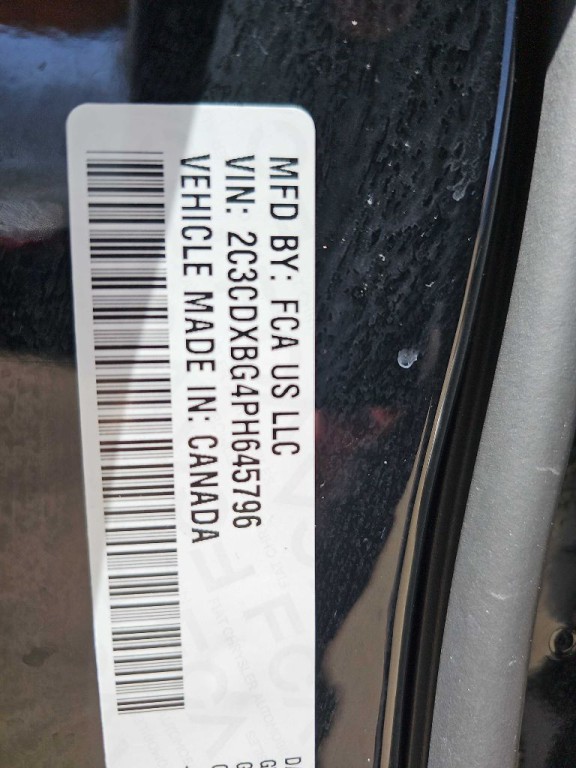 MFD BY: FCA US LLC
VIN: 2C3CDXBG4PH645796
VEHICLE MADE IN: CANADA